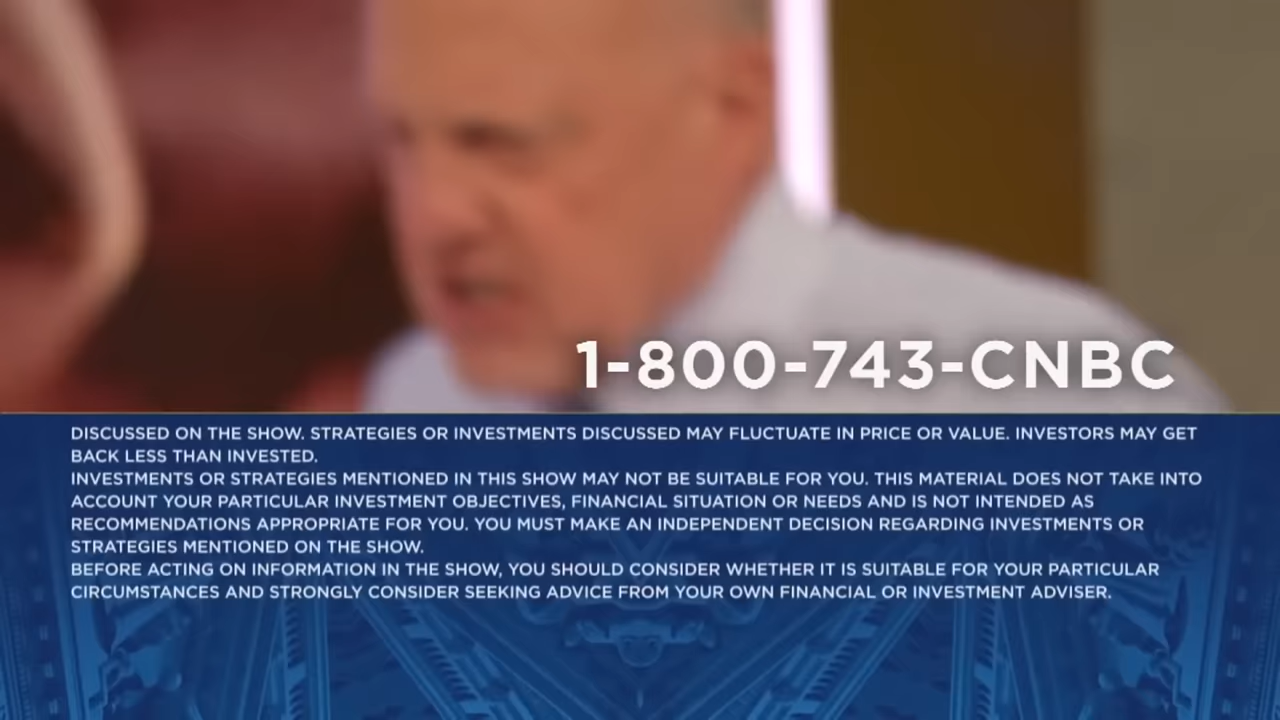 1-800-743-CNBC
DISCUSSED ON THE SHOW. STRATEGIES OR INVESTMENTS DISCUSSED MAY FLUCTUATE IN PRICE OR VALUE. INVESTORS MAY GET
BACK LESS THAN INVESTED.
INVESTMENTS OR STRATEGIES MENTIONED IN THIS SHOW MAY NOT BE SUITABLE FOR YOU. THIS MATERIAL DOES NOT TAKE INTO
ACCOUNT YOUR PARTICULAR INVESTMENT OBJECTIVES, FINANCIAL SITUATION OR NEEDS AND IS NOT INTENDED AS
RECOMMENDATIONS APPROPRIATE FOR YOU. YOU MUST MAKE AN INDEPENDENT DECISION REGARDING INVESTMENTS OR
STRATEGIES MENTIONED ON THE SHOW.
BEFORE ACTING ON INFORMATION IN THE SHOW, YOU SHOULD CONSIDER WHETHER IT IS SUITABLE FOR YOUR PARTICULAR
CIRCUMSTANCES AND STRONGLY CONSIDER SEEKING ADVICE FROM YOUR OWN FINANCIAL OR INVESTMENT ADVISER.